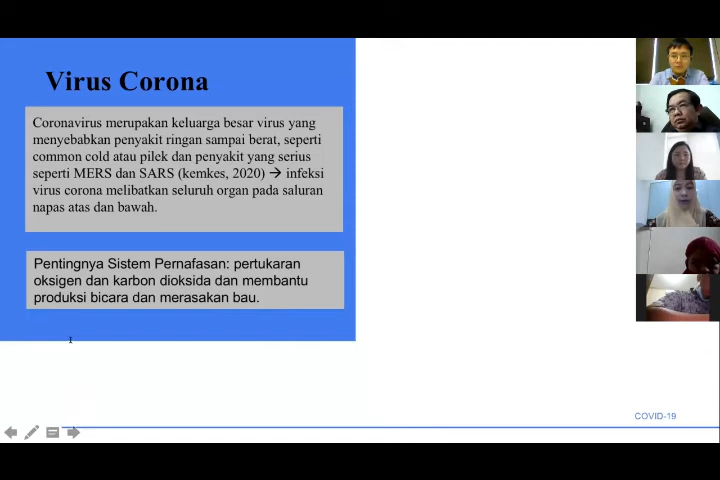 Virus Corona
Coronavirus merupakan keluarga besar virus yang
menyebabkan penyakit ringan sampai berat, seperti
common cold atau pilek dan penyakit yang serius
seperti MERS dan SARS (kemkes, 2020) → infeksi
virus corona melibatkan seluruh organ pada saluran
napas atas dan bawah.
Pentingnya Sistem Pernafasan: pertukaran
oksigen dan karbon dioksida dan membantu
produksi bicara dan merasakan bau.
COVID-19